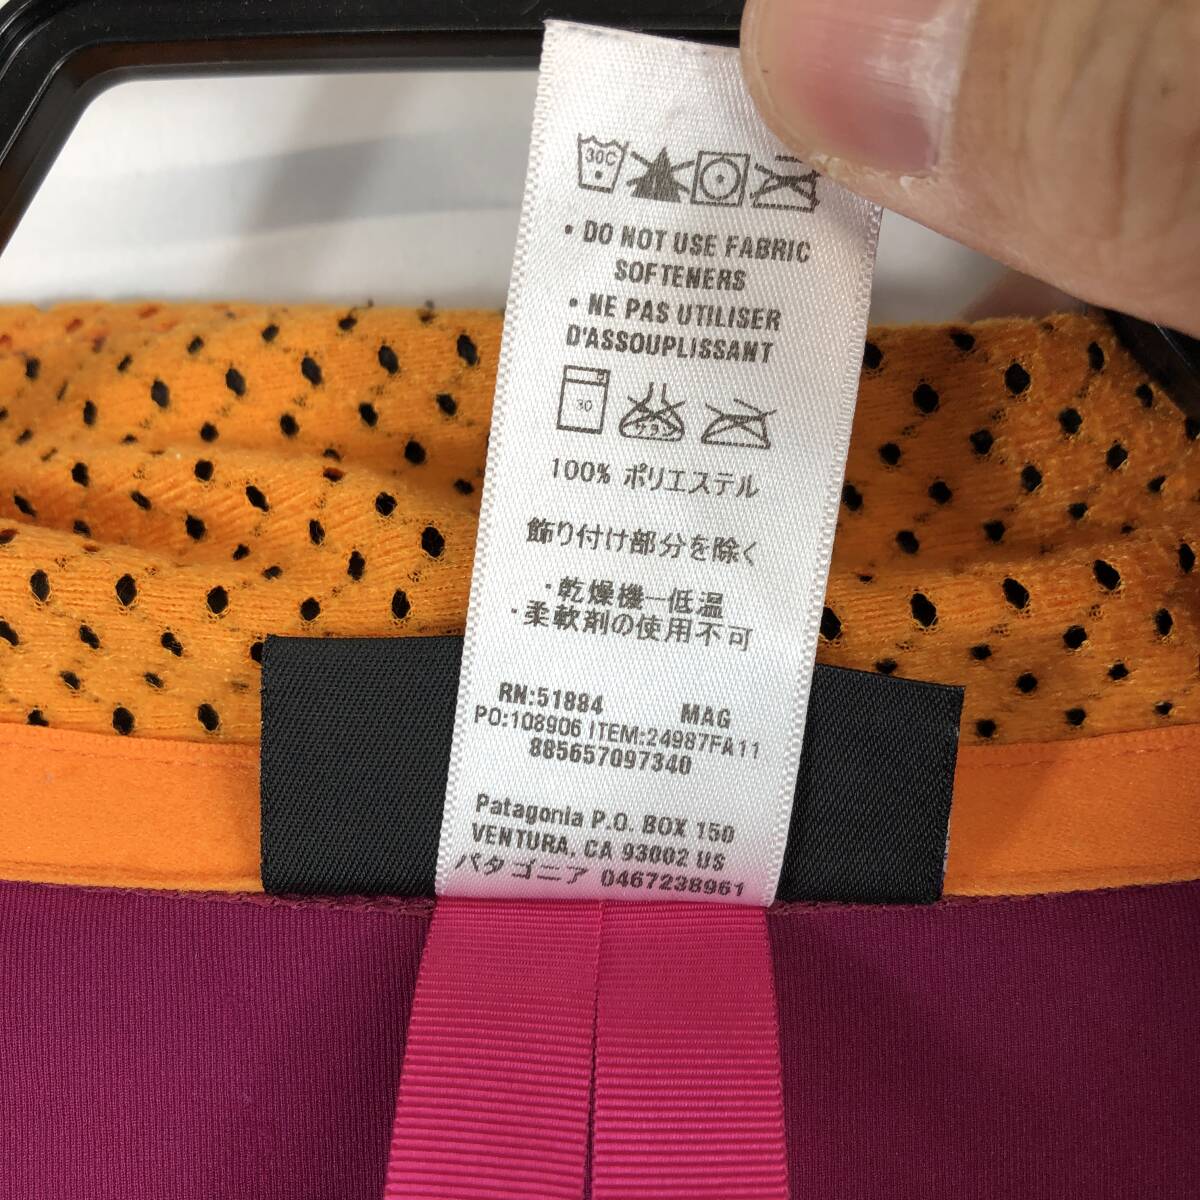 30C
• DO NOT USE FABRIC
SOFTENERS
• NE PAS UTILISER
D'ASSOUPLISSANT
30
サラシ
100% ポリエステル
飾り付け部分を除く
・乾燥機一低温
・柔軟剤の使用不可
RN:51884 MAG
PO:108906 ITEM:24987FA11
885657097340
Patagonia P.O. BOX 150
VENTURA, CA 93002 US
パタゴニア 0467238961